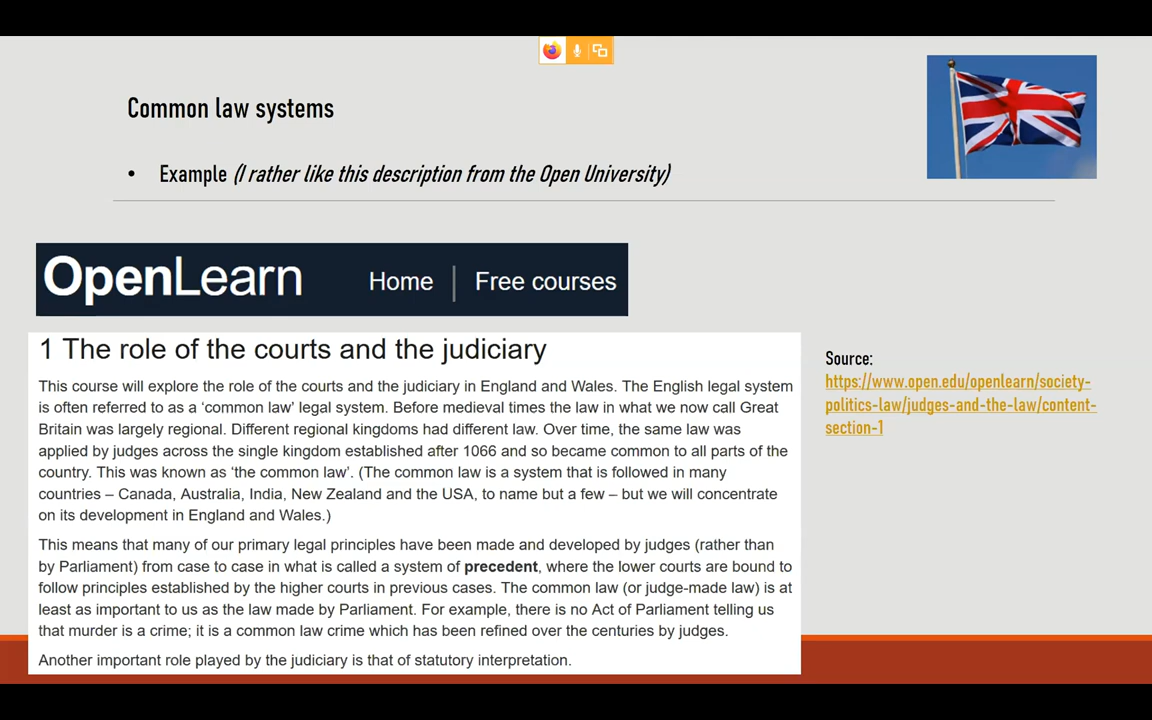 Common law systems
• Example (I rather like this description from the Open University)
OpenLearn Home | Free courses
1 The role of the courts and the judiciary
This course will explore the role of the courts and the judiciary in England and Wales. The English legal system
is often referred to as a ‘common law’ legal system. Before medieval times the law in what we now call Great
Britain was largely regional. Different regional kingdoms had different law. Over time, the same law was
applied by judges across the single kingdom established after 1066 and so became common to all parts of the
country. This was known as ‘the common law’. (The common law is a system that is followed in many
countries – Canada, Australia, India, New Zealand and the USA, to name but a few – but we will concentrate
on its development in England and Wales.)
This means that many of our primary legal principles have been made and developed by judges (rather than
by Parliament) from case to case in what is called a system of precedent, where the lower courts are bound to
follow principles established by the higher courts in previous cases. The common law (or judge-made law) is at
least as important to us as the law made by Parliament. For example, there is no Act of Parliament telling us
that murder is a crime; it is a common law crime which has been refined over the centuries by judges.
Another important role played by the judiciary is that of statutory interpretation.
Source:
https://www.open.edu/openlearn/society-
politics-law/judges-and-the-law/content-
section-1